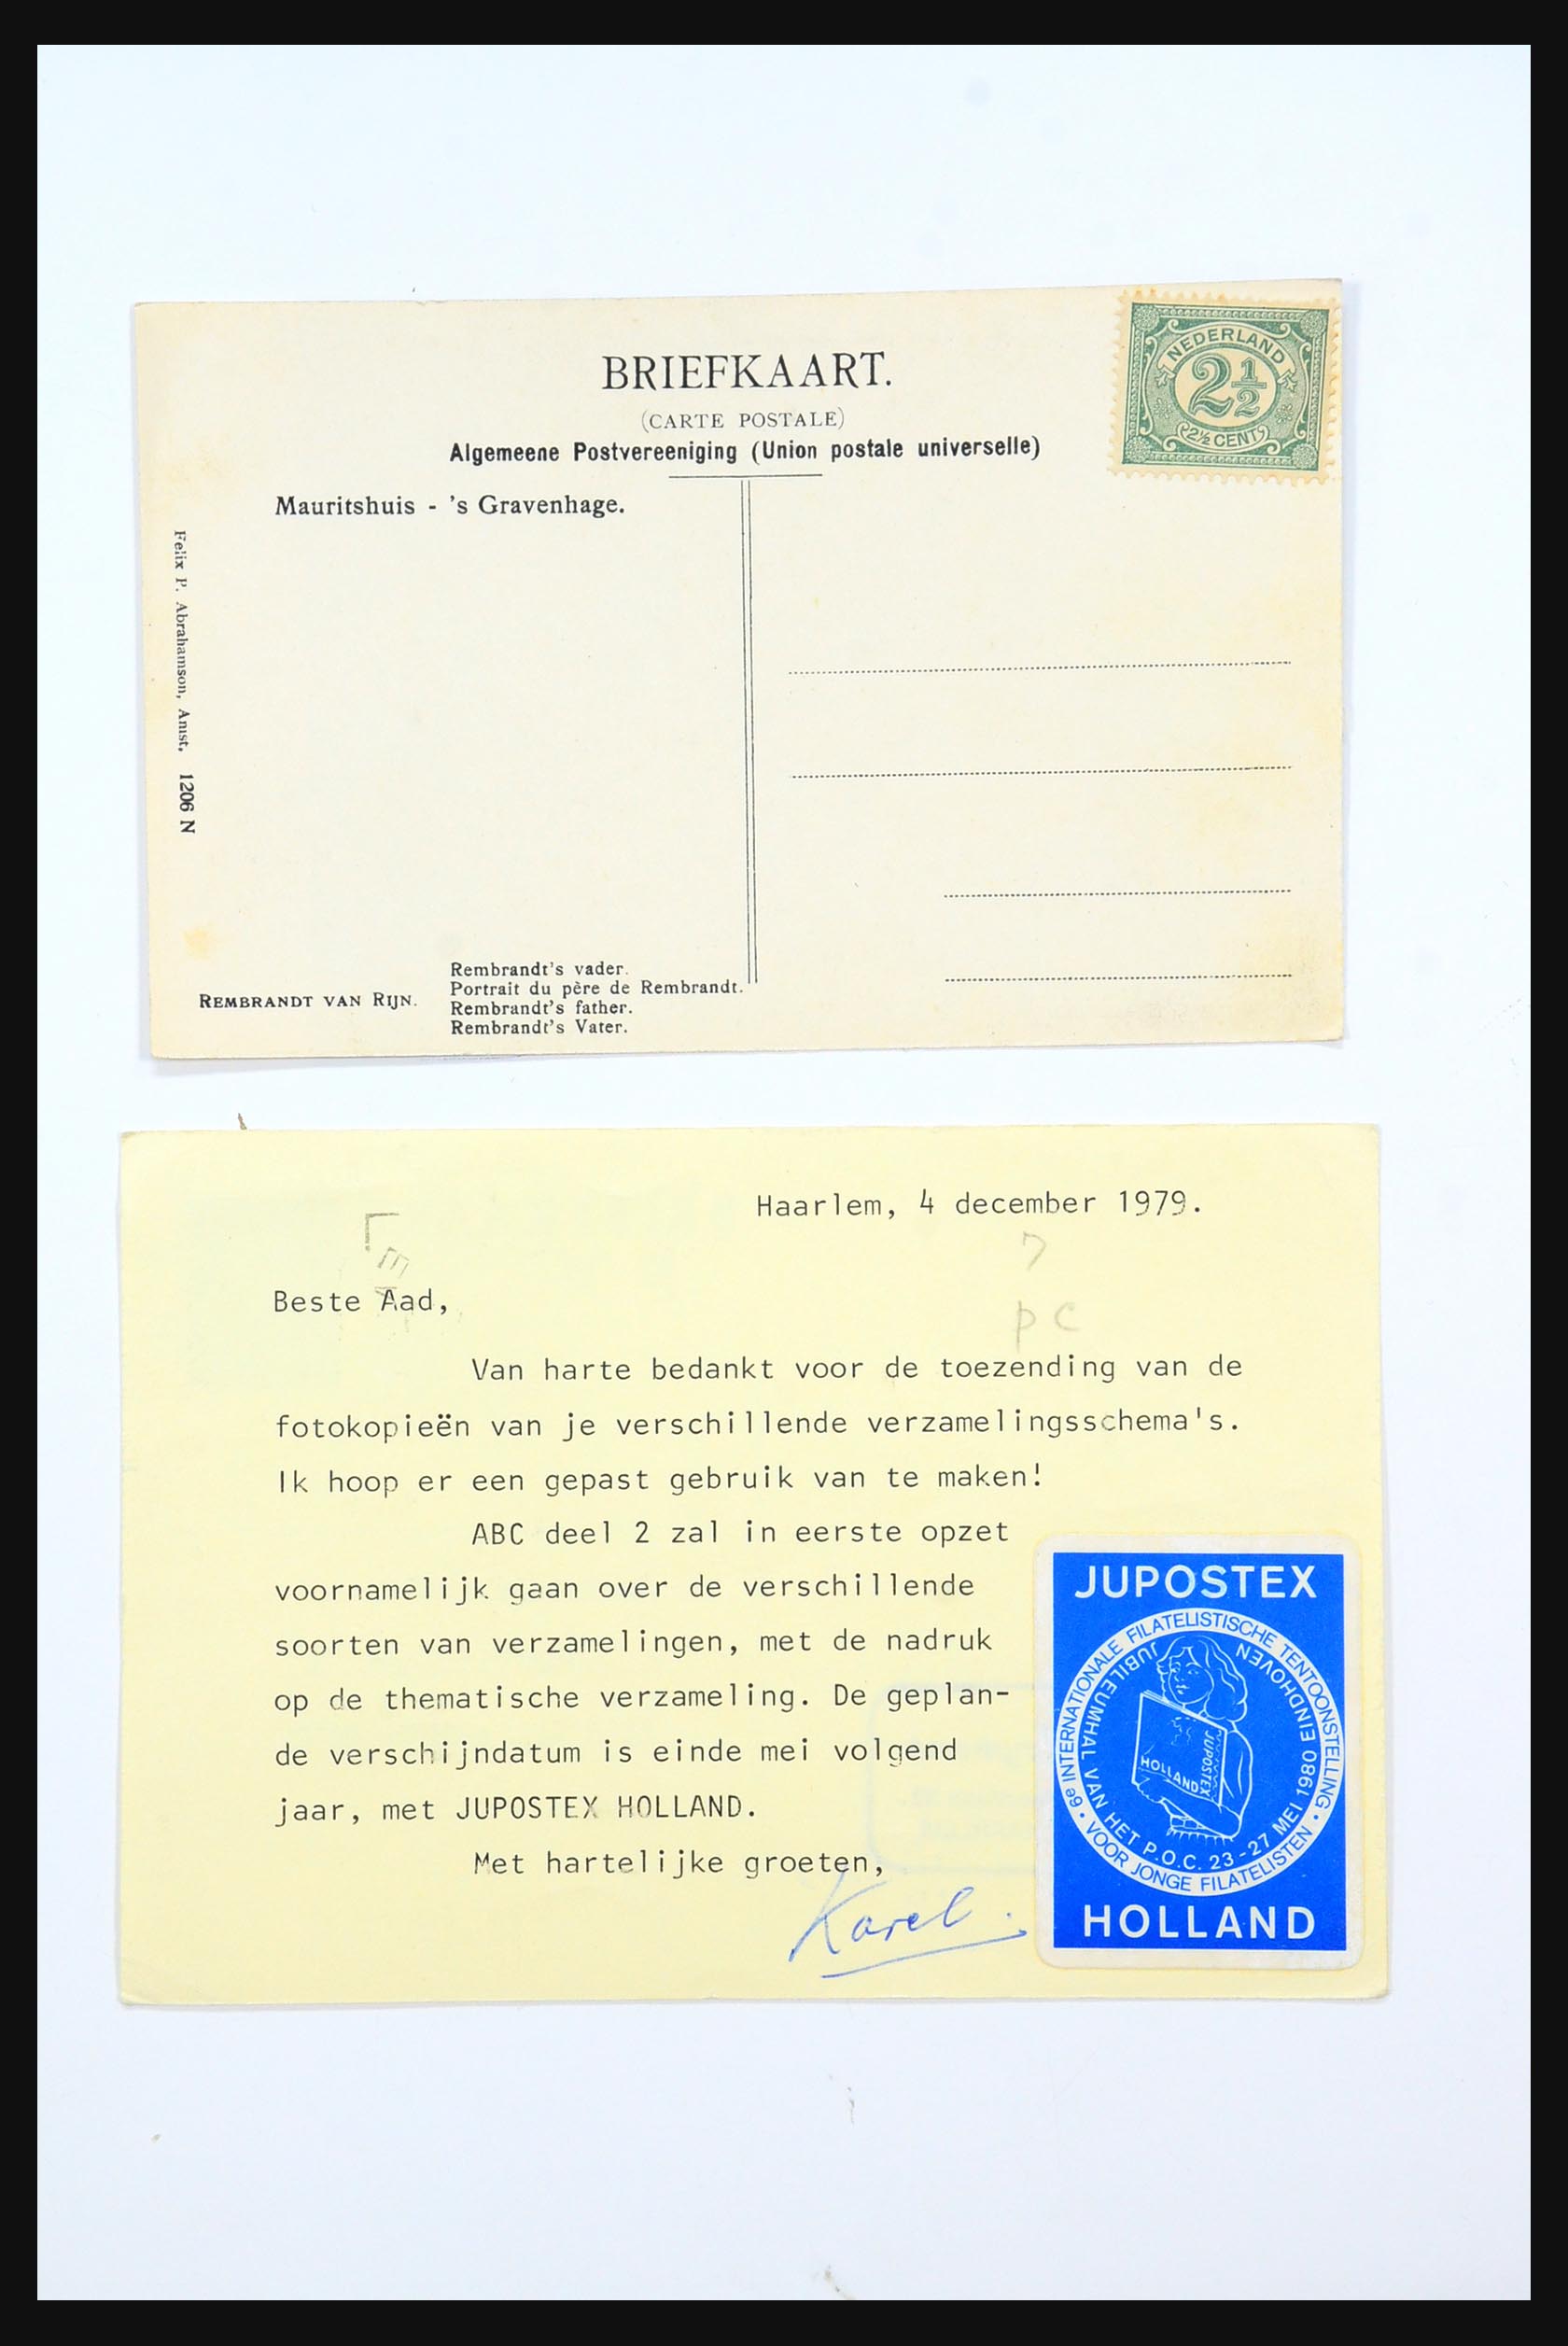 BRIEFKAART.
(CARTE POSTALE)
Algemeene Postvereeniging (Union postale universelle)
NEDERLAND
2½
2½ CENT
Mauritshuis - 's Gravenhage.
Felix P. Abrahamson, Amst. 1206 N
REMBRANDT VAN RIJN.
Rembrandt's vader.
Portrait du père de Rembrandt.
Rembrandt's father.
Rembrandt's Vater.
Haarlem, 4 december 1979.
7
pc
Beste Aad,
Van harte bedankt voor de toezending van de
fotokopieën van je verschillende verzamelingsschema's.
Ik hoop er een gepast gebruik van te maken!
ABC deel 2 zal in eerste opzet
voornamelijk gaan over de verschillende
soorten van verzamelingen, met de nadruk
op de thematische verzameling. De geplan-
de verschijndatum is einde mei volgend
jaar, met JUPOSTEX HOLLAND.
Met hartelijke groeten,
Karel.
JUPOSTEX
6e INTERNATIONALE FILATELISTISCHE TENTOONSTELLING
• VOOR JONGE FILATELISTEN •
JUBILEUMHAL VAN HET P.O.C. 23-27 MEI 1980 EINDHOVEN
JUPOSTEX
HOLLAND
HOLLAND